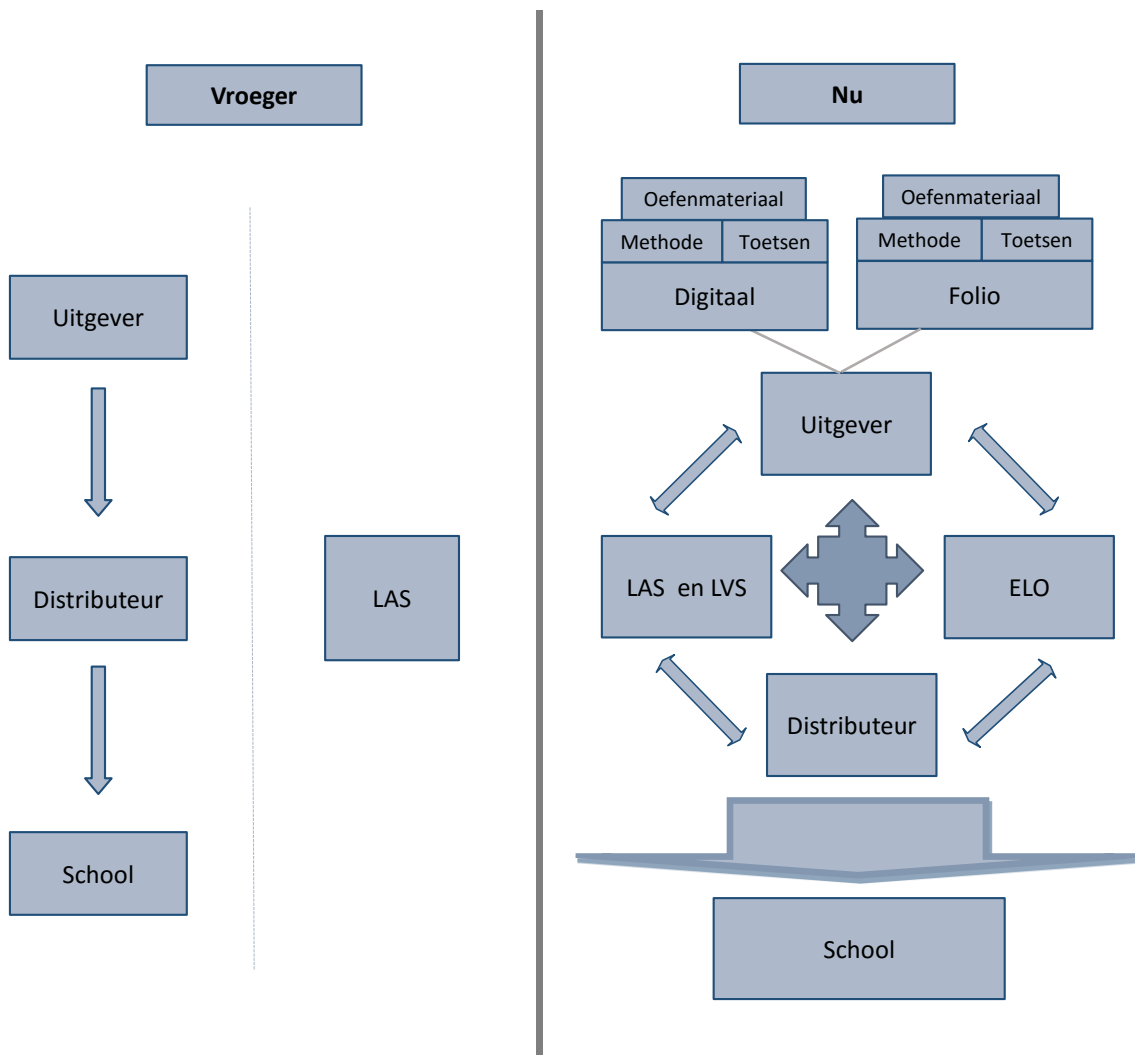 Vroeger
Uitgever
Distributeur
School
LAS
Nu
Oefenmateriaal
Methode
Toetsen
Digitaal
Oefenmateriaal
Methode
Toetsen
Folio
Uitgever
LAS en LVS
ELO
Distributeur
School